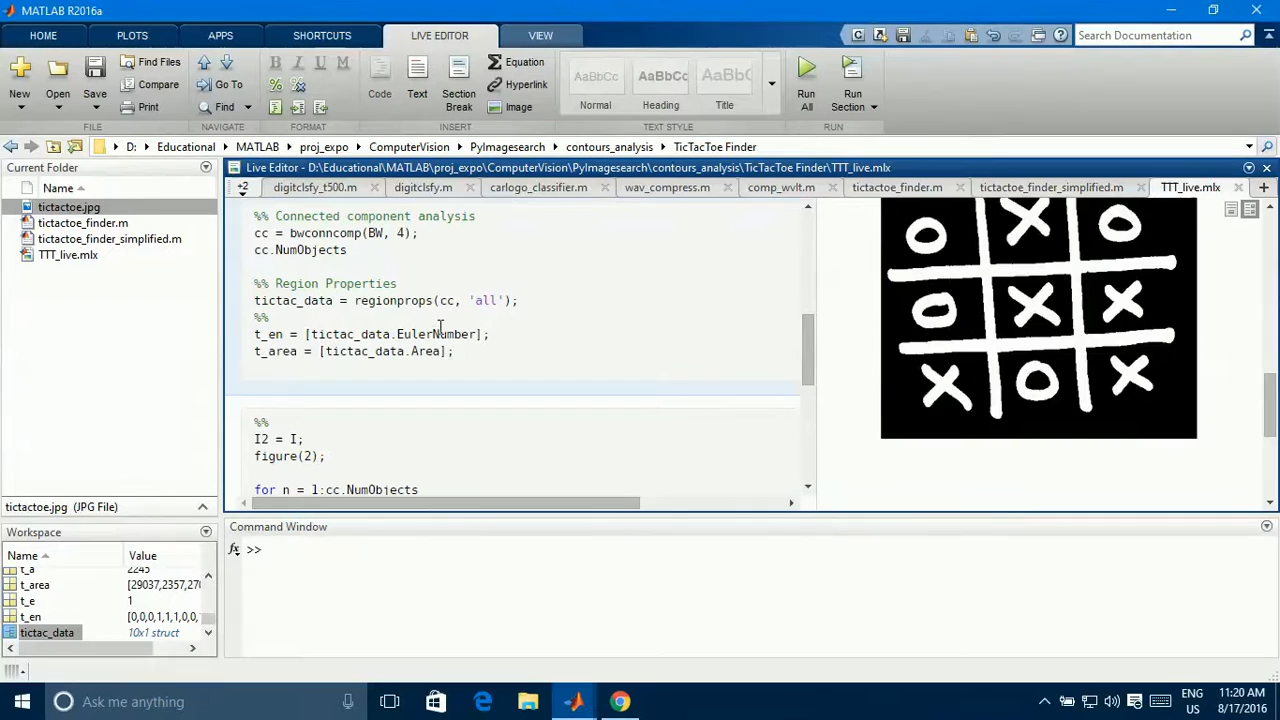 MATLAB R2016a
HOME PLOTS APPS SHORTCUTS LIVE EDITOR VIEW Search Documentation
New Open Save Find Files Compare Print Go To Find B I U M Code Text Section Break Equation Hyperlink Image AaBbCc Normal AaBbCc Heading AaBbCc Title Run All Run Section
FILE NAVIGATE FORMAT INSERT TEXT STYLE RUN
D: Educational MATLAB proj_expo ComputerVision PyImagesearch contours_analysis TicTacToe Finder
Current Folder
Name
tictactoe.jpg
tictactoe_finder.m
tictactoe_finder_simplified.m
TTT_live.mlx
tictactoe.jpg (JPG File)
Workspace
Name Value
t_a 2245
t_area [29037,2357,270
t_e 1
t_en [0,0,0,1,1,1,0,0,
tictac_data 10x1 struct
Live Editor - D:\Educational\MATLAB\proj_expo\ComputerVision\PyImagesearch\contours_analysis\TicTacToe Finder\TTT_live.mlx
+2 digitclsfy_t500.m digitclsfy.m carlogo_classifier.m wav_compress.m comp_wvlt.m tictactoe_finder.m tictactoe_finder_simplified.m TTT_live.mlx
%% Connected component analysis
cc = bwconncomp(BW, 4);
cc.NumObjects
%% Region Properties
tictac_data = regionprops(cc, 'all');
%%
t_en = [tictac_data.EulerNumber];
t_area = [tictac_data.Area];
%%
I2 = I;
figure(2);
for n = 1:cc.NumObjects
O X O
O X X
X O X
Command Window
fx >>
Ask me anything
ENG
US
11:20 AM
8/17/2016